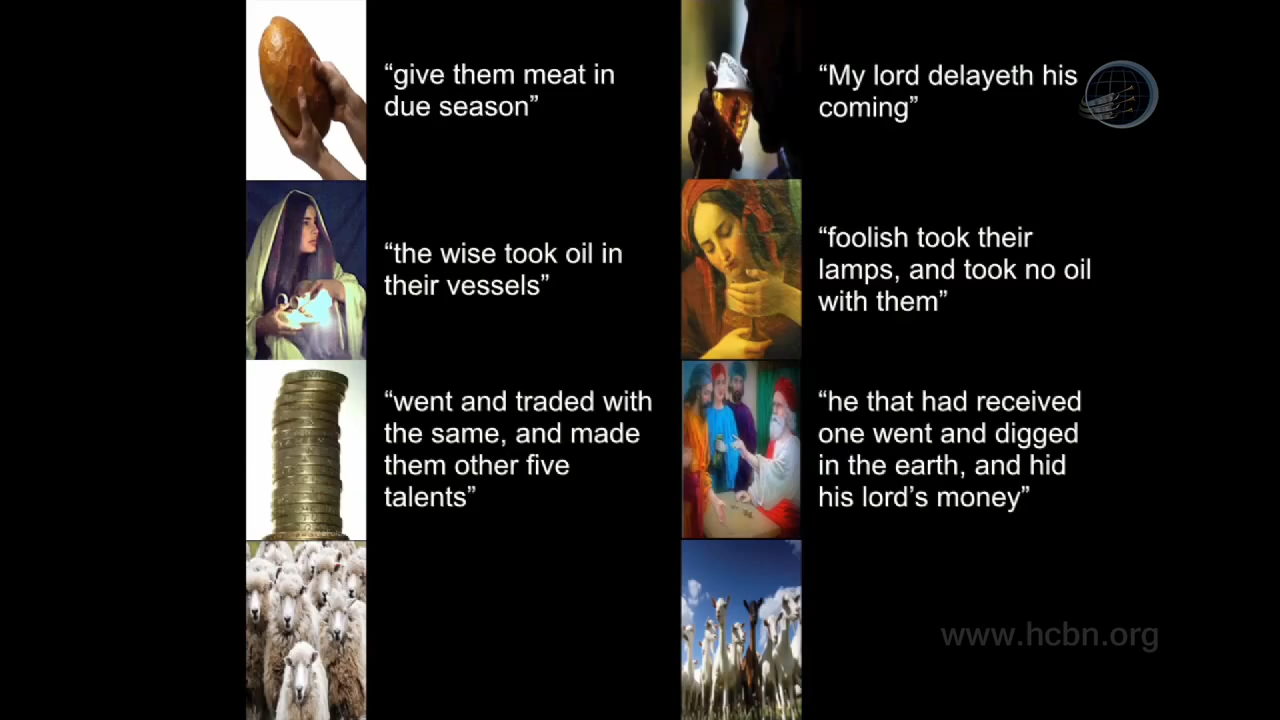 “give them meat in
due season”
“My lord delayeth his
coming”
“the wise took oil in
their vessels”
“foolish took their
lamps, and took no oil
with them”
“went and traded with
the same, and made
them other five
talents”
“he that had received
one went and digged
in the earth, and hid
his lord’s money”
www.hcbn.org